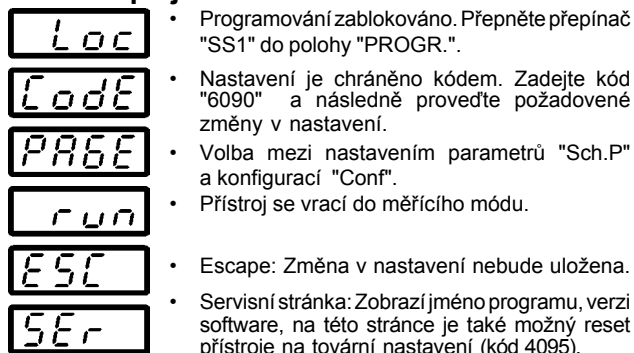 Loc
• Programování zablokováno. Přepněte přepínač
"SS1" do polohy "PROGR.".
CodE
• Nastavení je chráněno kódem. Zadejte kód
"6090" a následně proveďte požadovené
změny v nastavení.
PAGE
• Volba mezi nastavením parametrů "Sch.P"
a konfigurací "Conf".
run
• Přístroj se vrací do měřícího módu.
ESC
• Escape: Změna v nastavení nebude uložena.
SEr
• Servisní stránka: Zobrazí jméno programu, verzi
software, na této stránce je také možný reset
přístroje na tovární nastavení (kód 4095).